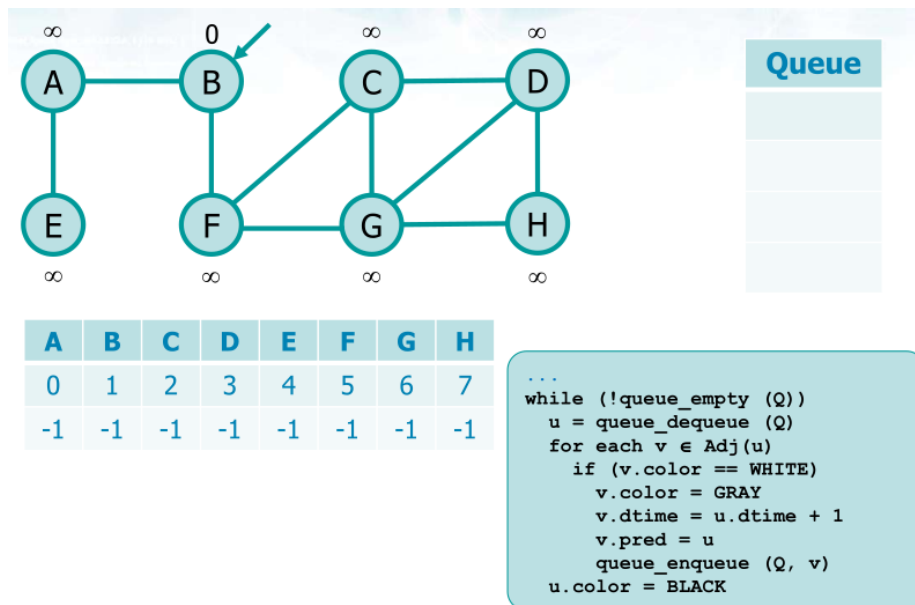 ∞ 0 ∞ ∞
A B C D
Queue
E F G H
∞ ∞ ∞ ∞
A B C D E F G H
0 1 2 3 4 5 6 7
-1 -1 -1 -1 -1 -1 -1 -1
...
while (!queue_empty (Q))
u = queue_dequeue (Q)
for each v ∈ Adj(u)
if (v.color == WHITE)
v.color = GRAY
v.dtime = u.dtime + 1
v.pred = u
queue_enqueue (Q, v)
u.color = BLACK